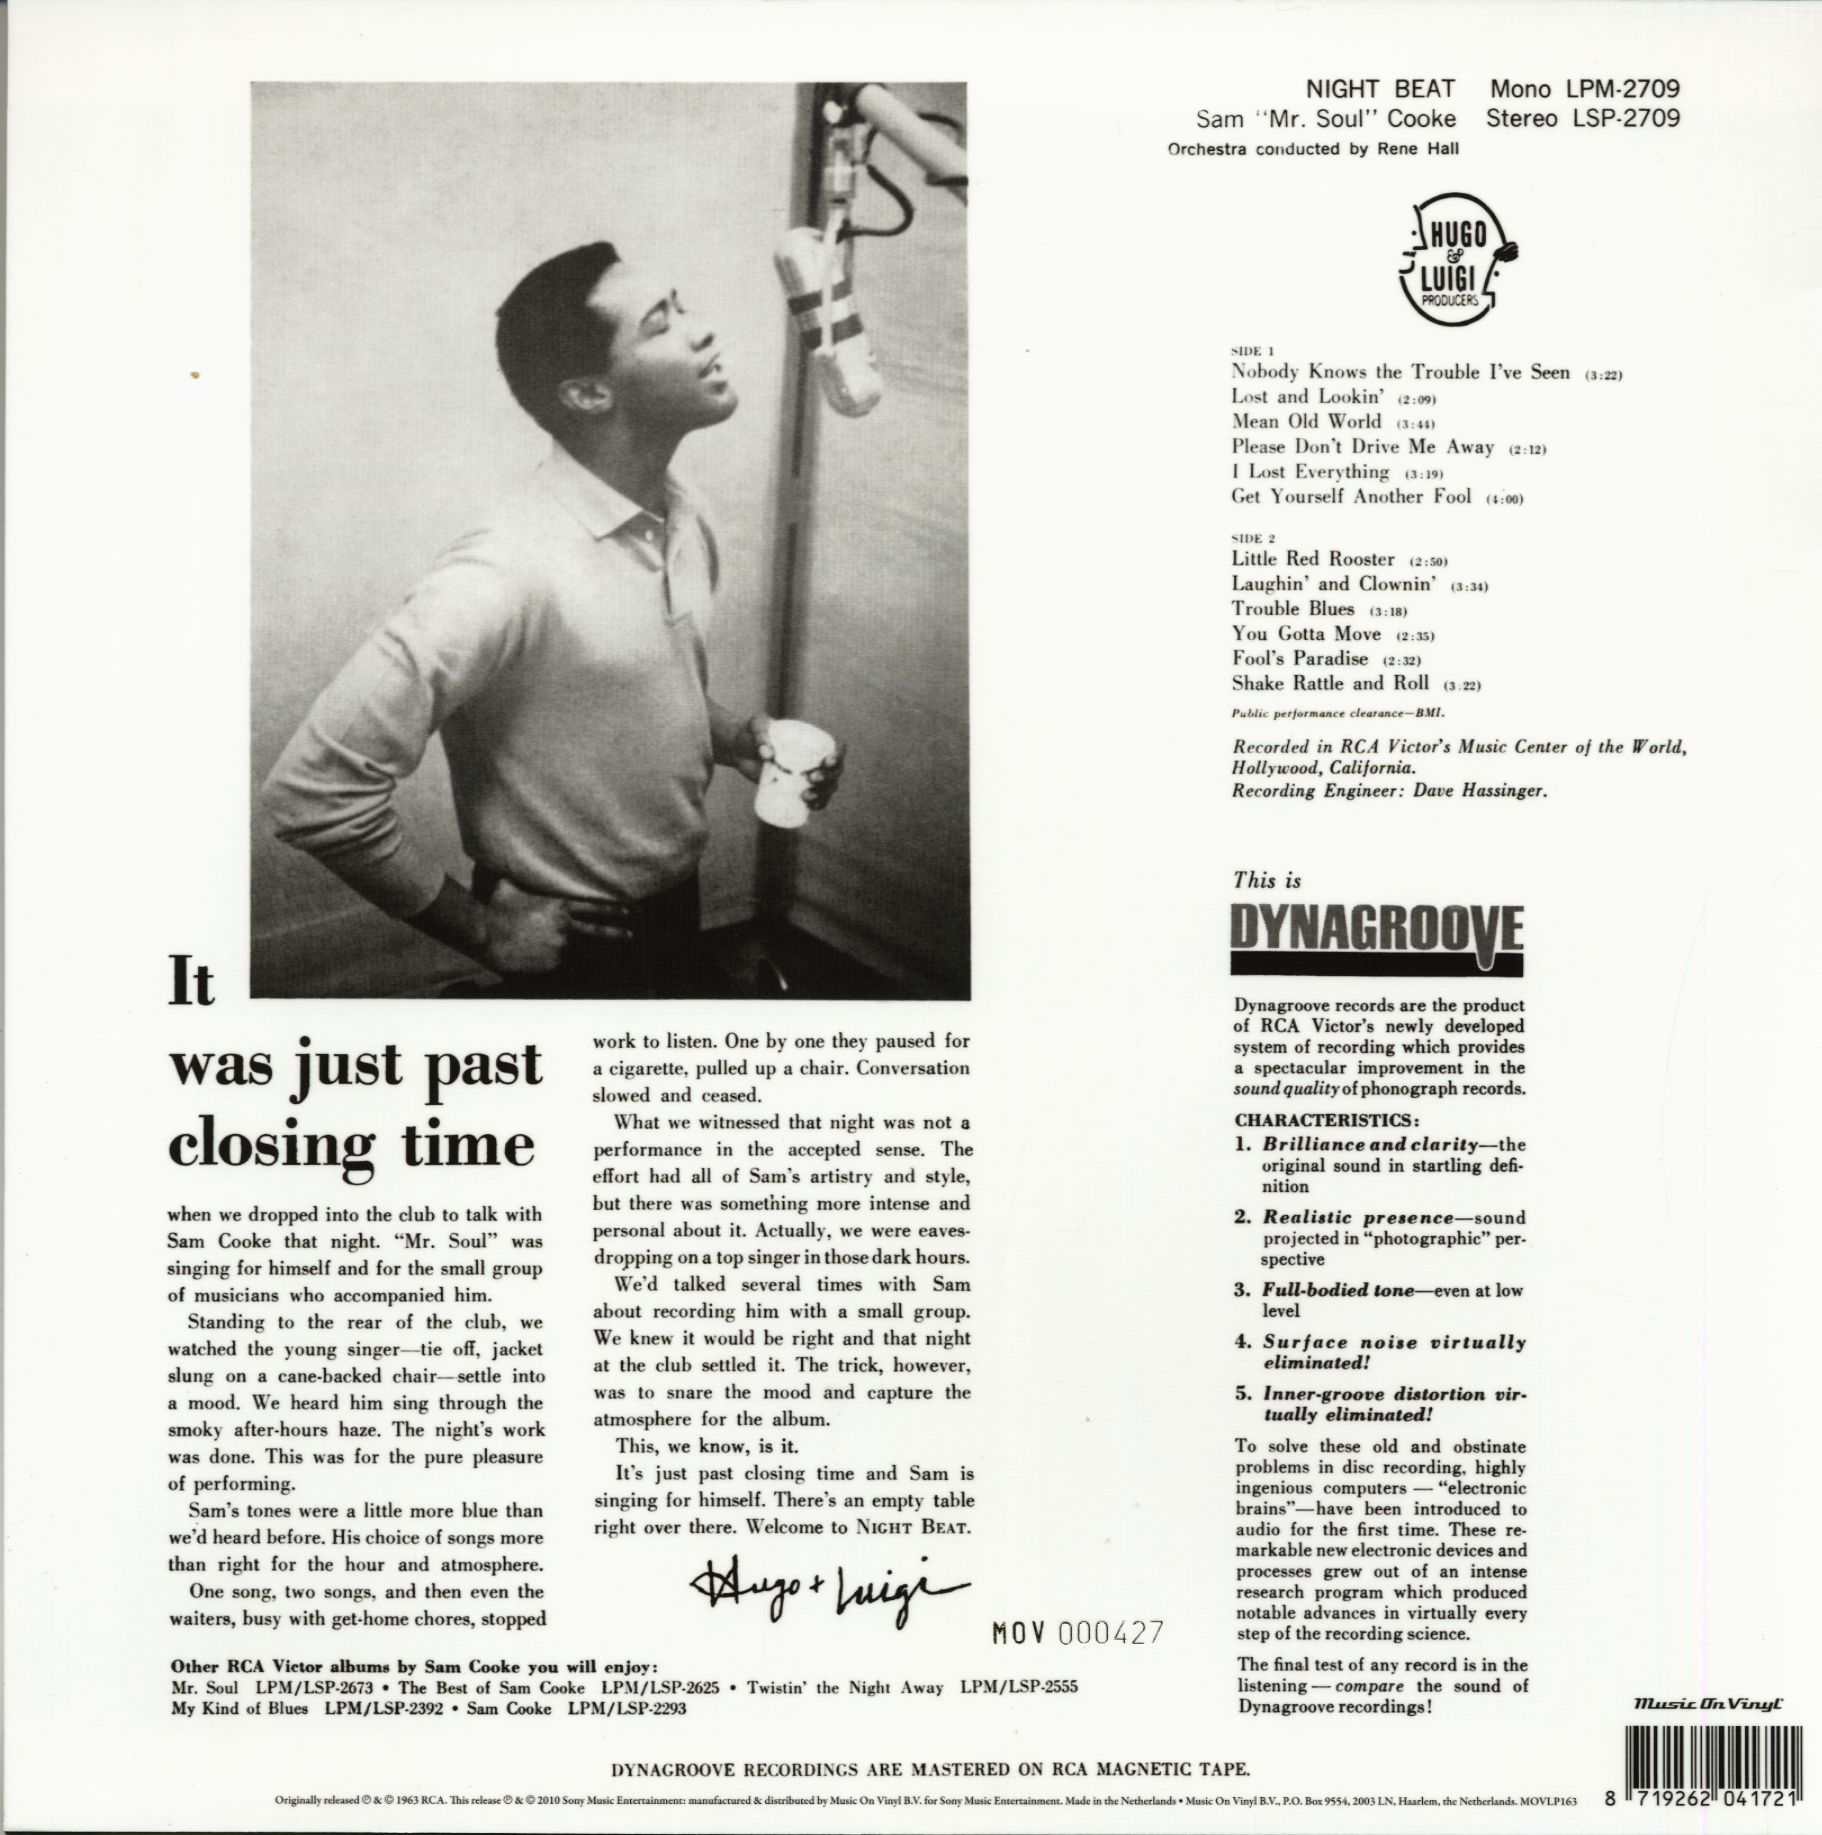 NIGHT BEAT Mono LPM-2709
Sam "Mr. Soul" Cooke Stereo LSP-2709
Orchestra conducted by Rene Hall
HUGO
&
LUIGI
PRODUCERS
SIDE 1
Nobody Knows the Trouble I've Seen (3:22)
Lost and Lookin' (2:09)
Mean Old World (3:44)
Please Don't Drive Me Away (2:12)
I Lost Everything (3:19)
Get Yourself Another Fool (4:00)
SIDE 2
Little Red Rooster (2:50)
Laughin' and Clownin' (3:34)
Trouble Blues (3:18)
You Gotta Move (2:35)
Fool's Paradise (2:32)
Shake Rattle and Roll (3:22)
Public performance clearance—BMI.
Recorded in RCA Victor's Music Center of the World,
Hollywood, California.
Recording Engineer: Dave Hassinger.
It
was just past
closing time
when we dropped into the club to talk with
Sam Cooke that night. "Mr. Soul" was
singing for himself and for the small group
of musicians who accompanied him.
Standing to the rear of the club, we
watched the young singer—tie off, jacket
slung on a cane-backed chair—settle into
a mood. We heard him sing through the
smoky after-hours haze. The night's work
was done. This was for the pure pleasure
of performing.
Sam's tones were a little more blue than
we'd heard before. His choice of songs more
than right for the hour and atmosphere.
One song, two songs, and then even the
waiters, busy with get-home chores, stopped
work to listen. One by one they paused for
a cigarette, pulled up a chair. Conversation
slowed and ceased.
What we witnessed that night was not a
performance in the accepted sense. The
effort had all of Sam's artistry and style,
but there was something more intense and
personal about it. Actually, we were eaves-
dropping on a top singer in those dark hours.
We'd talked several times with Sam
about recording him with a small group.
We knew it would be right and that night
at the club settled it. The trick, however,
was to snare the mood and capture the
atmosphere for the album.
This, we know, is it.
It's just past closing time and Sam is
singing for himself. There's an empty table
right over there. Welcome to NIGHT BEAT.
Hugo + Luigi
MOV 000427
This is
DYNAGROOVE
Dynagroove records are the product
of RCA Victor's newly developed
system of recording which provides
a spectacular improvement in the
sound quality of phonograph records.
CHARACTERISTICS:
1. Brilliance and clarity—the
original sound in startling defi-
nition
2. Realistic presence—sound
projected in "photographic" per-
spective
3. Full-bodied tone—even at low
level
4. Surface noise virtually
eliminated!
5. Inner-groove distortion vir-
tually eliminated!
To solve these old and obstinate
problems in disc recording, highly
ingenious computers — "electronic
brains"—have been introduced to
audio for the first time. These re-
markable new electronic devices and
processes grew out of an intense
research program which produced
notable advances in virtually every
step of the recording science.
The final test of any record is in the
listening — compare the sound of
Dynagroove recordings!
Other RCA Victor albums by Sam Cooke you will enjoy:
Mr. Soul LPM/LSP-2673 • The Best of Sam Cooke LPM/LSP-2625 • Twistin' the Night Away LPM/LSP-2555
My Kind of Blues LPM/LSP-2392 • Sam Cooke LPM/LSP-2293
Music On Vinyl
DYNAGROOVE RECORDINGS ARE MASTERED ON RCA MAGNETIC TAPE.
Originally released ℗ & © 1963 RCA. This release ℗ & © 2010 Sony Music Entertainment: manufactured & distributed by Music On Vinyl B.V. for Sony Music Entertainment. Made in the Netherlands • Music On Vinyl B.V., P.O. Box 9554, 2003 LN, Haarlem, the Netherlands. MOVLP163
8 719262 041721